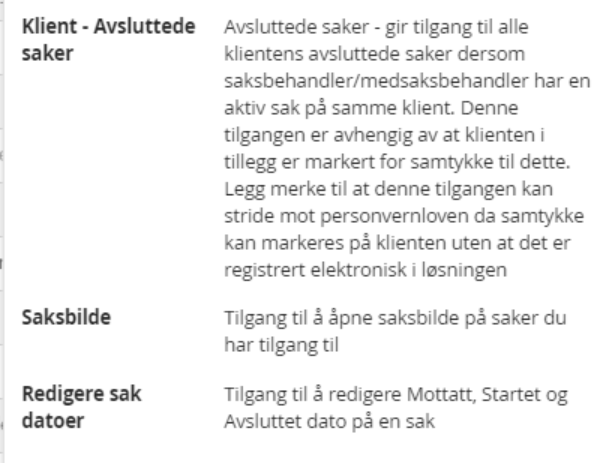 Klient - Avsluttede
saker
Avsluttede saker - gir tilgang til alle
klientens avsluttede saker dersom
saksbehandler/medsaksbehandler har en
aktiv sak på samme klient. Denne
tilgangen er avhengig av at klienten i
tillegg er markert for samtykke til dette.
Legg merke til at denne tilgangen kan
stride mot personvernloven da samtykke
kan markeres på klienten uten at det er
registrert elektronisk i løsningen
Saksbilde
Tilgang til å åpne saksbilde på saker du
har tilgang til
Redigere sak
datoer
Tilgang til å redigere Mottatt, Startet og
Avsluttet dato på en sak